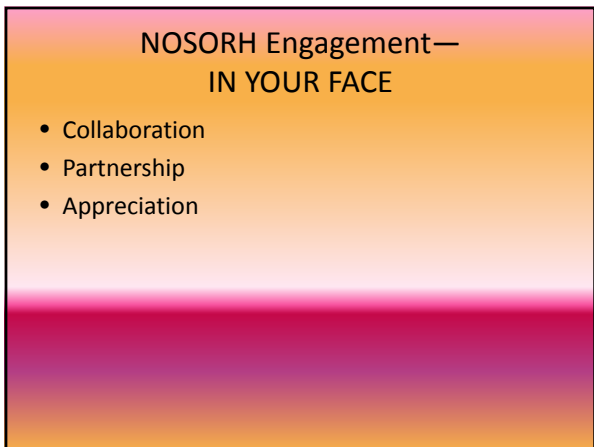 NOSORH Engagement—
IN YOUR FACE
• Collaboration
• Partnership
• Appreciation